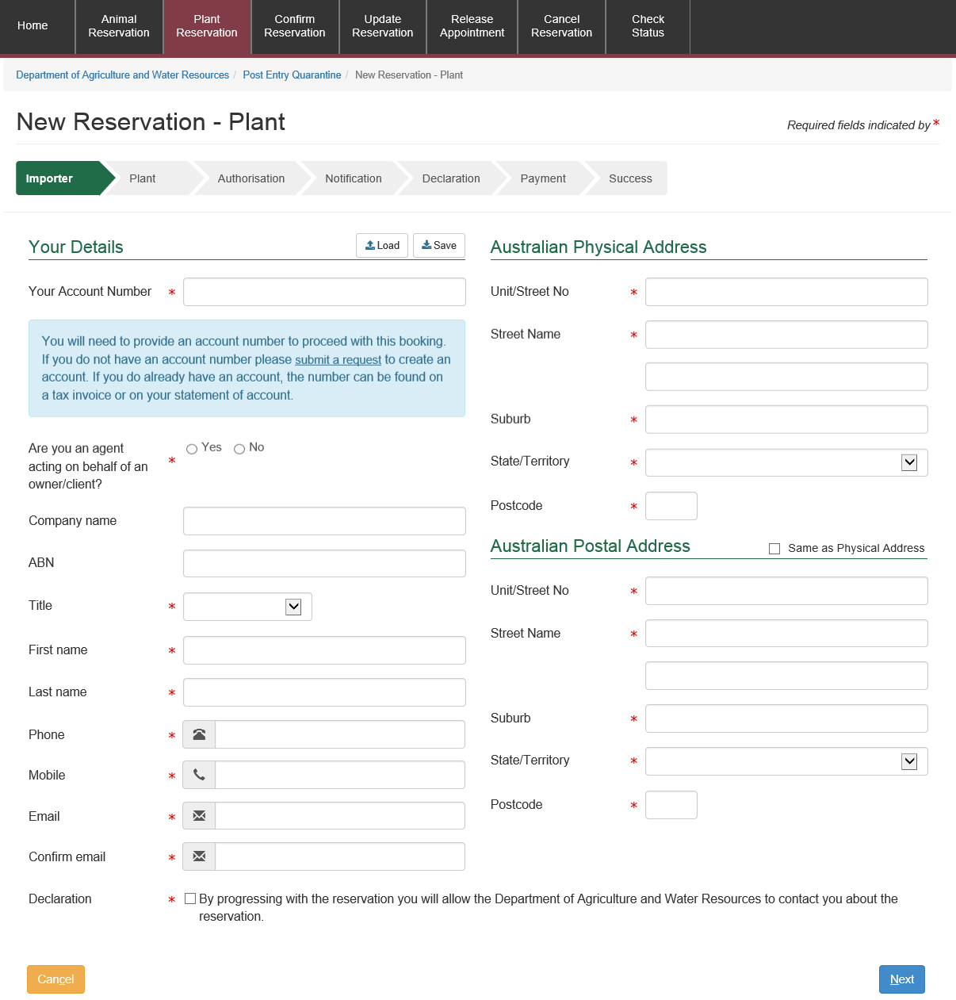 Home
Animal
Reservation
Plant
Reservation
Confirm
Reservation
Update
Reservation
Release
Appointment
Cancel
Reservation
Check
Status
Department of Agriculture and Water Resources / Post Entry Quarantine / New Reservation - Plant
New Reservation - Plant
Required fields indicated by *
Importer
Plant
Authorisation
Notification
Declaration
Payment
Success
Your Details
Load
Save
Your Account Number *
You will need to provide an account number to proceed with this booking.
If you do not have an account number please submit a request to create an
account. If you do already have an account, the number can be found on
a tax invoice or on your statement of account.
Are you an agent
acting on behalf of an
owner/client?
*
Yes
No
Company name
ABN
Title *
First name *
Last name *
Phone *
Mobile *
Email *
Confirm email *
Australian Physical Address
Unit/Street No *
Street Name *
Suburb *
State/Territory *
Postcode *
Australian Postal Address
Same as Physical Address
Unit/Street No *
Street Name *
Suburb *
State/Territory *
Postcode *
Declaration *
By progressing with the reservation you will allow the Department of Agriculture and Water Resources to contact you about the
reservation.
Cancel
Next